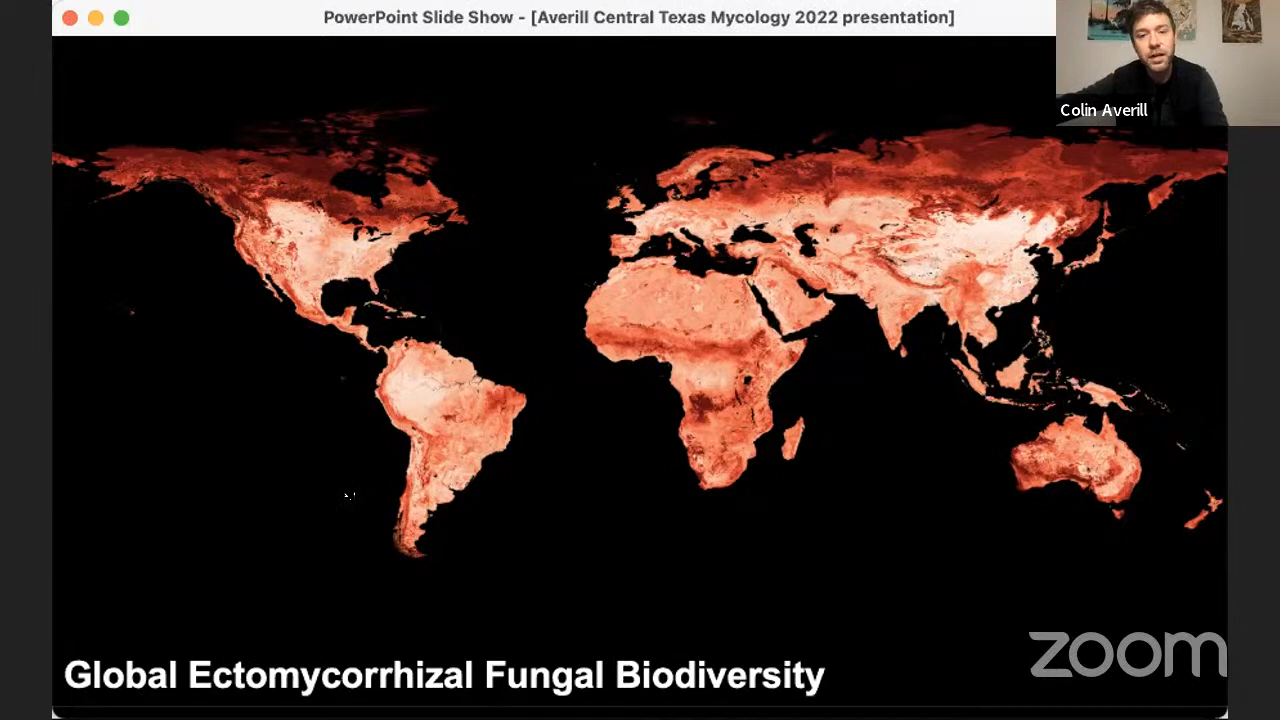 PowerPoint Slide Show - [Averill Central Texas Mycology 2022 presentation]
Colin Averill
Global Ectomycorrhizal Fungal Biodiversity
zoom